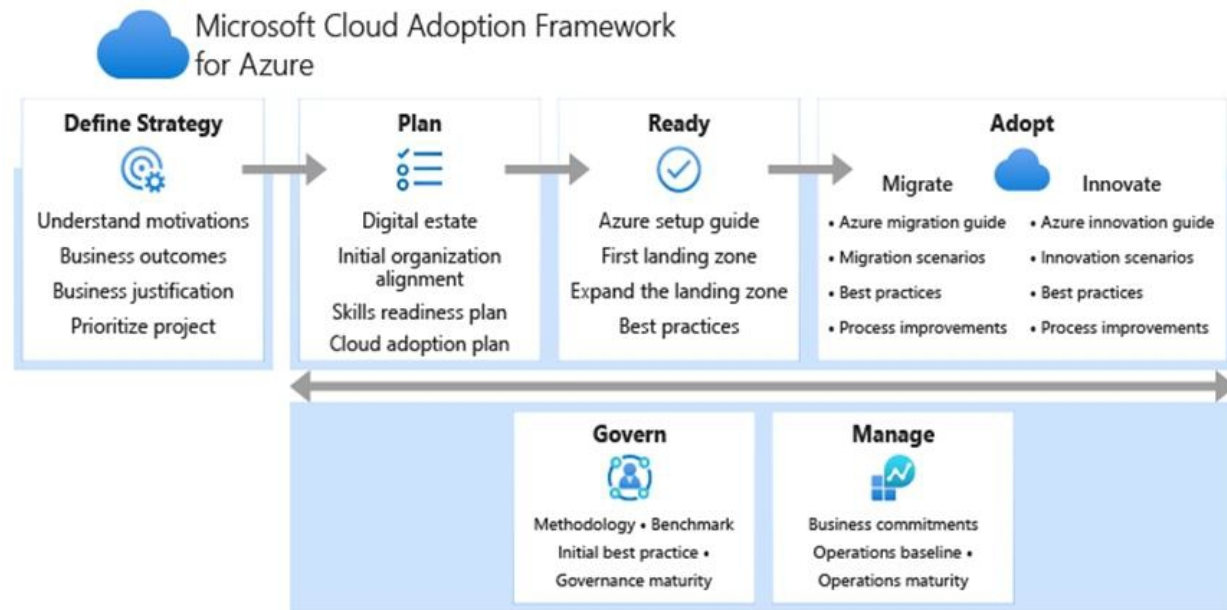 Microsoft Cloud Adoption Framework
for Azure
Define Strategy
Understand motivations
Business outcomes
Business justification
Prioritize project
Plan
Digital estate
Initial organization
alignment
Skills readiness plan
Cloud adoption plan
Ready
Azure setup guide
First landing zone
Expand the landing zone
Best practices
Adopt
Migrate
• Azure migration guide
• Migration scenarios
• Best practices
• Process improvements
Innovate
• Azure innovation guide
• Innovation scenarios
• Best practices
• Process improvements
Govern
Methodology • Benchmark
Initial best practice •
Governance maturity
Manage
Business commitments
Operations baseline •
Operations maturity